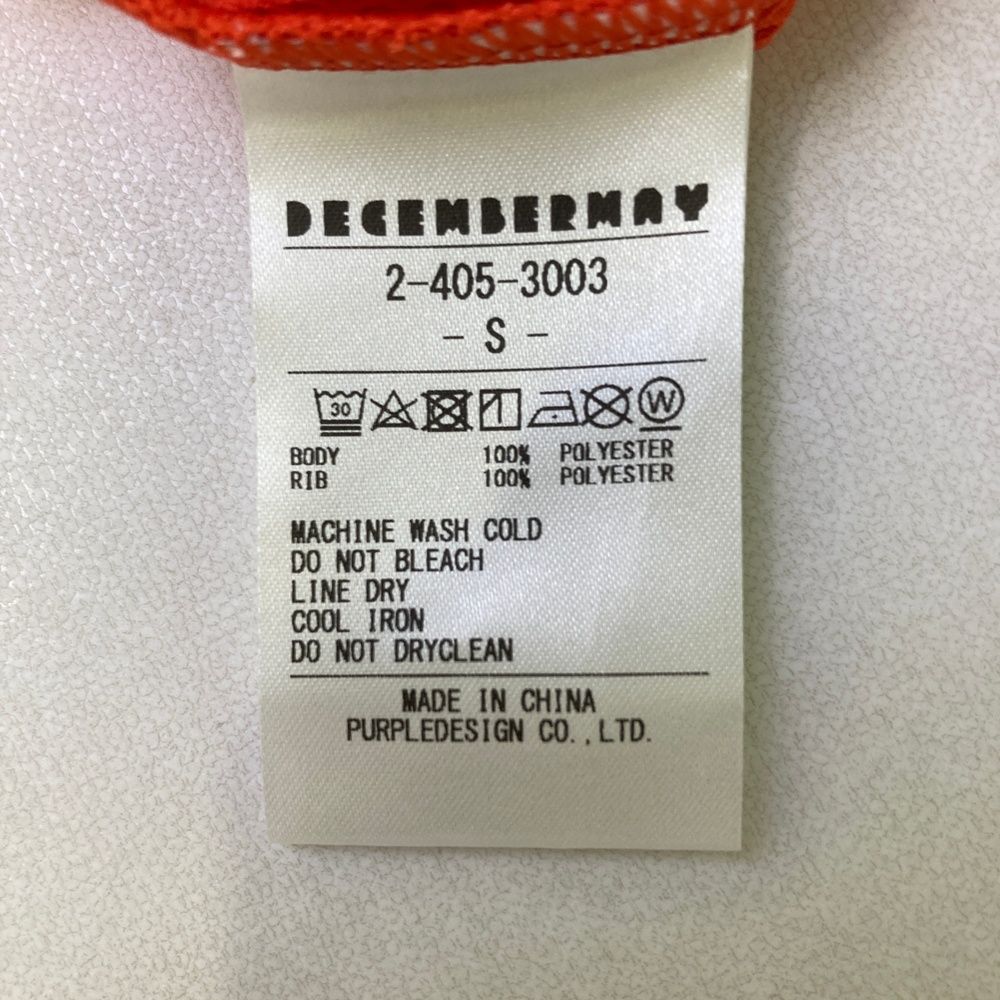 DECEMBERMAY
2-405-3003
- S -
30 W
BODY 100% POLYESTER
RIB 100% POLYESTER
MACHINE WASH COLD
DO NOT BLEACH
LINE DRY
COOL IRON
DO NOT DRYCLEAN
MADE IN CHINA
PURPLEDESIGN CO.,LTD.